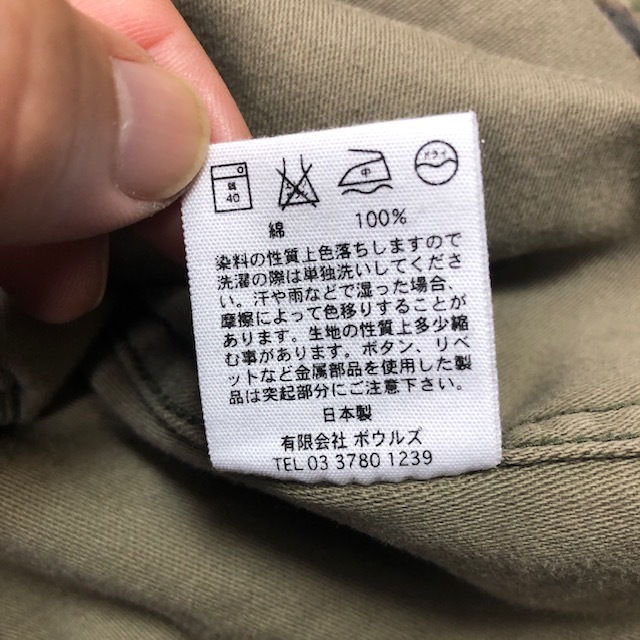 弱 40 中 ドライ
綿 100%
染料の性質上色落ちしますので
洗濯の際は単独洗いしてくださ
い。汗や雨などで湿った場合、
摩擦によって色移りすることが
あります。生地の性質上多少縮
む事があります。ボタン、リベ
ットなど金属部品を使用した製
品は突起部分にご注意下さい。
日本製
有限会社 ボウルズ
TEL 03 3780 1239